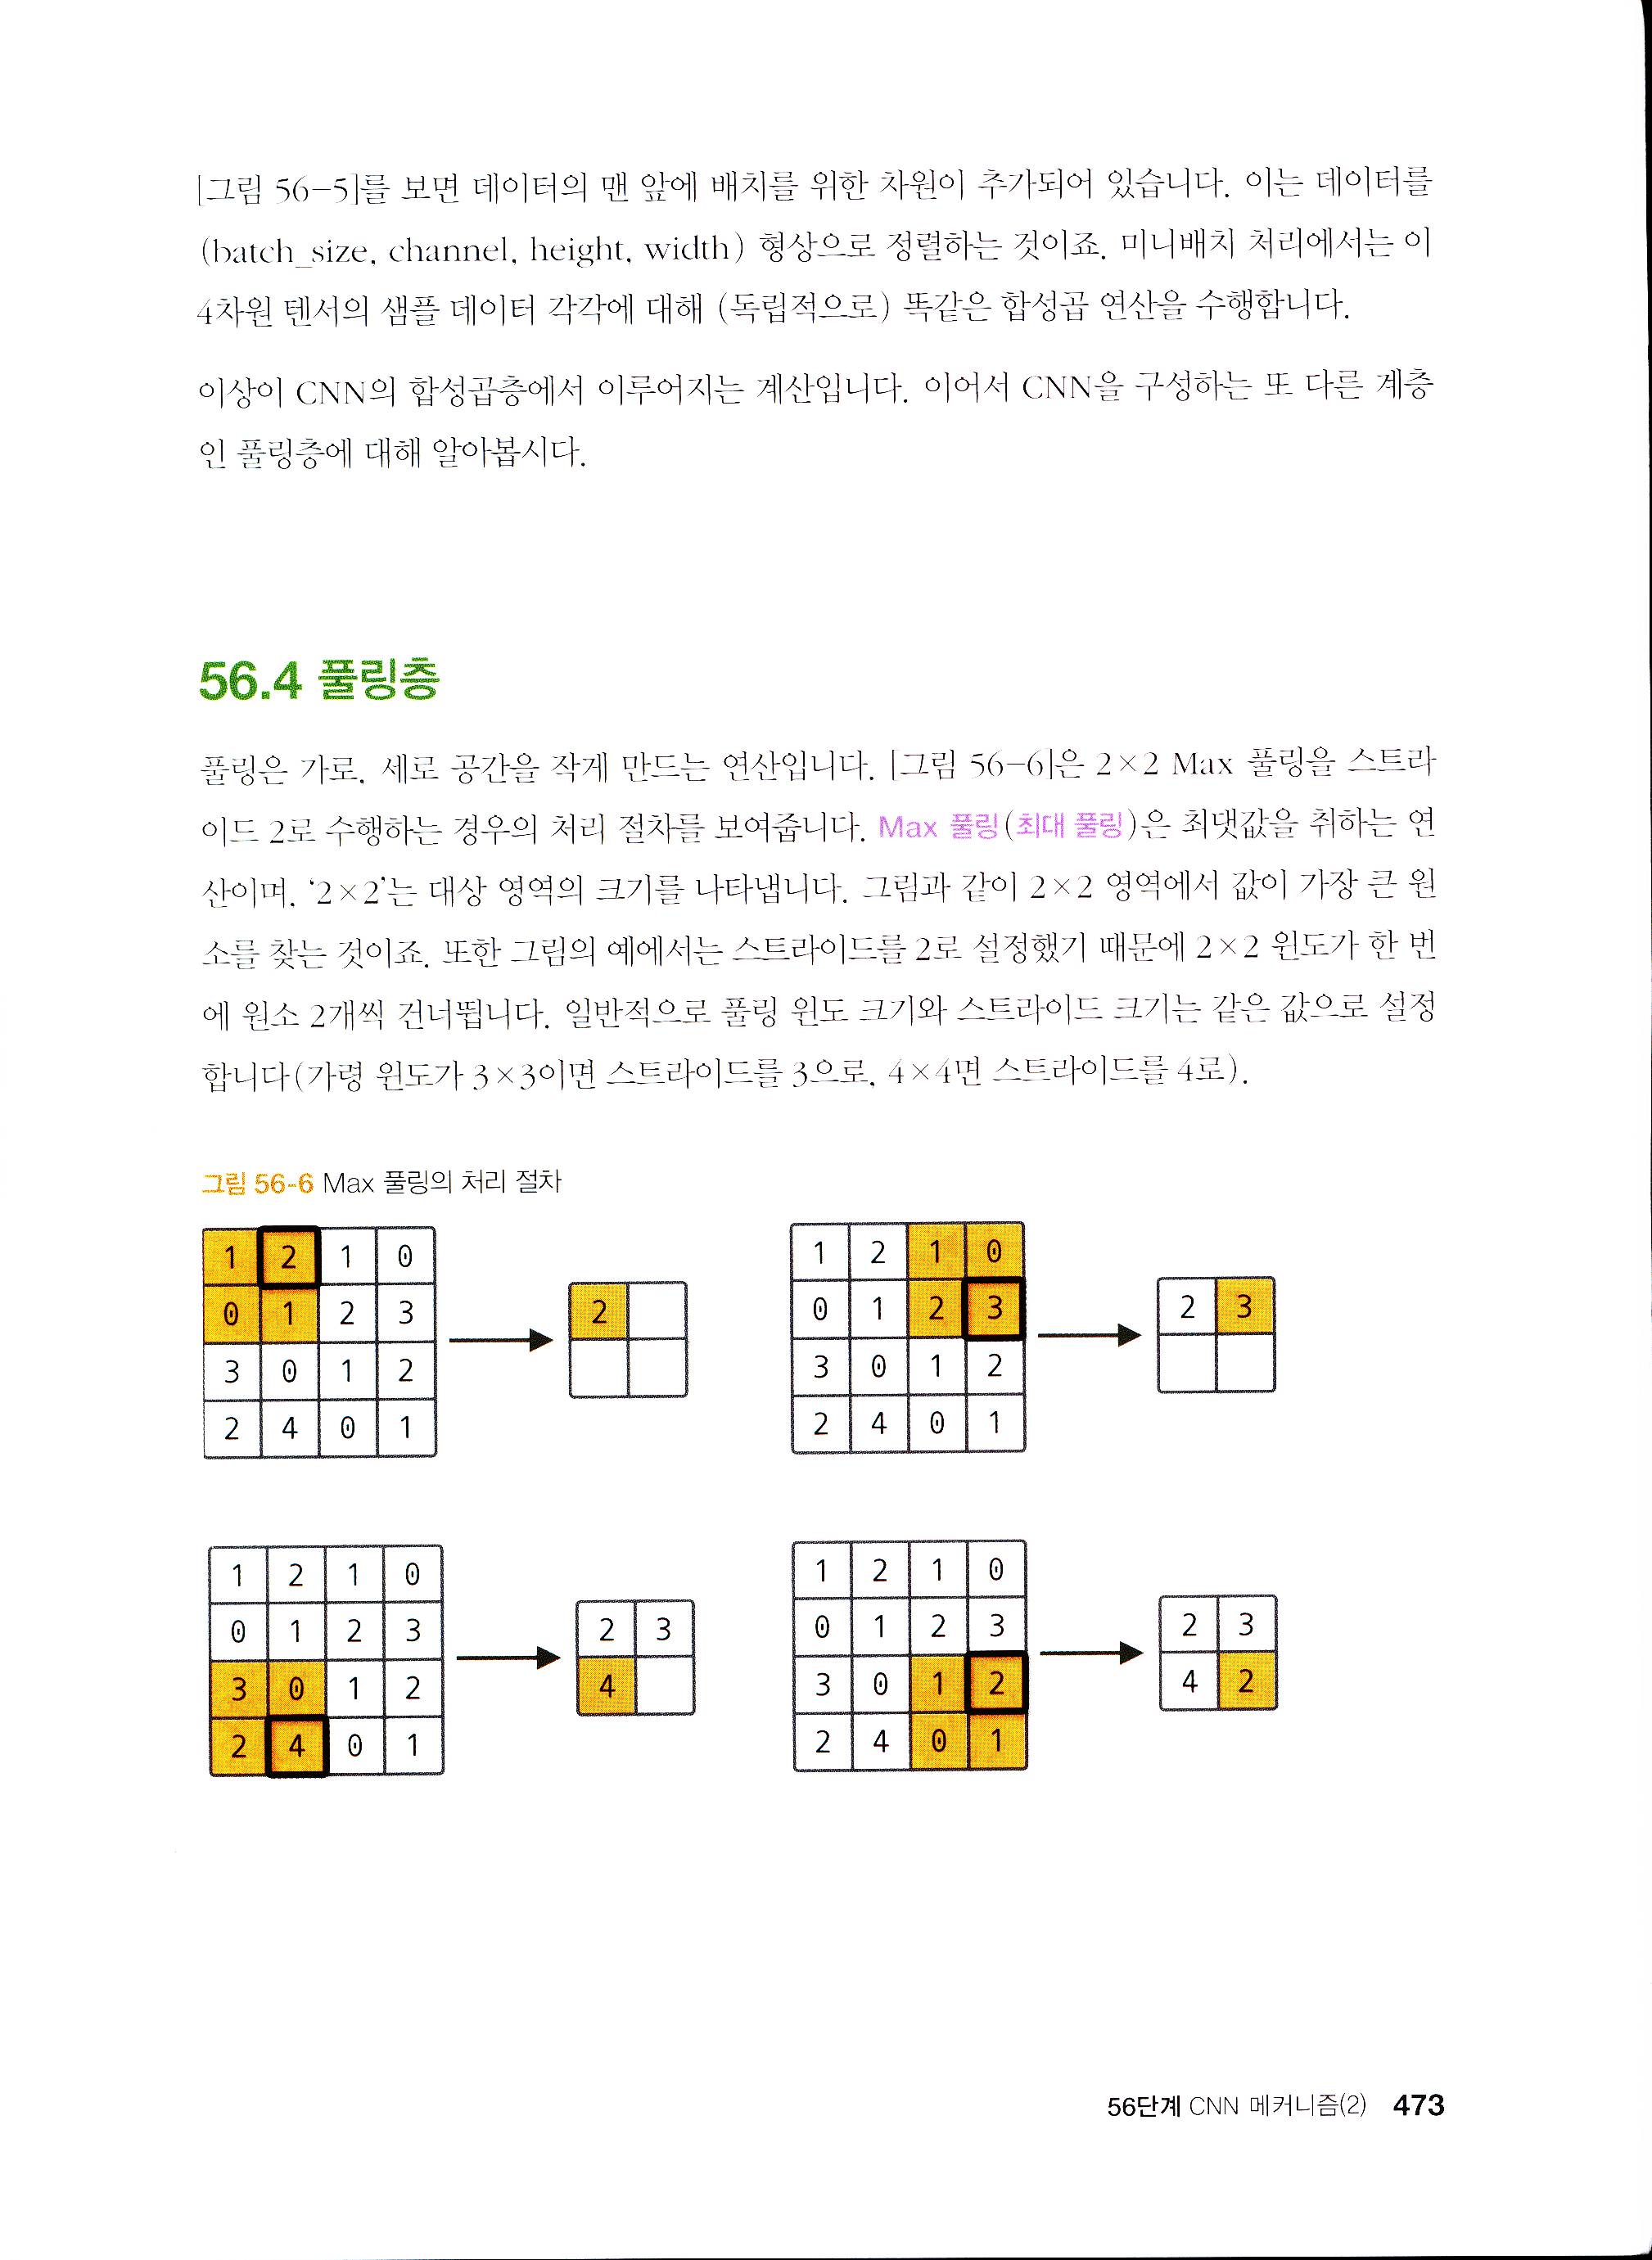 [그림 56-5]를 보면 데이터의 맨 앞에 배치를 위한 차원이 추가되어 있습니다. 이는 데이터를
(batch_size, channel, height, width) 형상으로 정렬하는 것이죠. 미니배치 처리에서는 이
4차원 텐서의 샘플 데이터 각각에 대해 (독립적으로) 똑같은 합성곱 연산을 수행합니다.
이상이 CNN의 합성곱층에서 이루어지는 계산입니다. 이어서 CNN을 구성하는 또 다른 계층
인 풀링층에 대해 알아봅시다.
56.4 풀링층
풀링은 가로, 세로 공간을 작게 만드는 연산입니다. [그림 56-6]은 2×2 Max 풀링을 스트라
이드 2로 수행하는 경우의 처리 절차를 보여줍니다. Max 풀링(최대 풀링)은 최댓값을 취하는 연
산이며, '2×2'는 대상 영역의 크기를 나타냅니다. 그림과 같이 2×2 영역에서 값이 가장 큰 원
소를 찾는 것이죠. 또한 그림의 예에서는 스트라이드를 2로 설정했기 때문에 2×2 윈도가 한 번
에 원소 2개씩 건너뜁니다. 일반적으로 풀링 윈도 크기와 스트라이드 크기는 같은 값으로 설정
합니다(가령 윈도가 3×3이면 스트라이드를 3으로, 4×4면 스트라이드를 4로).
그림 56-6 Max 풀링의 처리 절차
1 2 1 0
0 1 2 3
3 0 1 2
2 4 0 1
2
1 2 1 0
0 1 2 3
3 0 1 2
2 4 0 1
2 3
1 2 1 0
0 1 2 3
3 0 1 2
2 4 0 1
2 3
4
1 2 1 0
0 1 2 3
3 0 1 2
2 4 0 1
2 3
4 2
56단계 CNN 메커니즘(2) 473